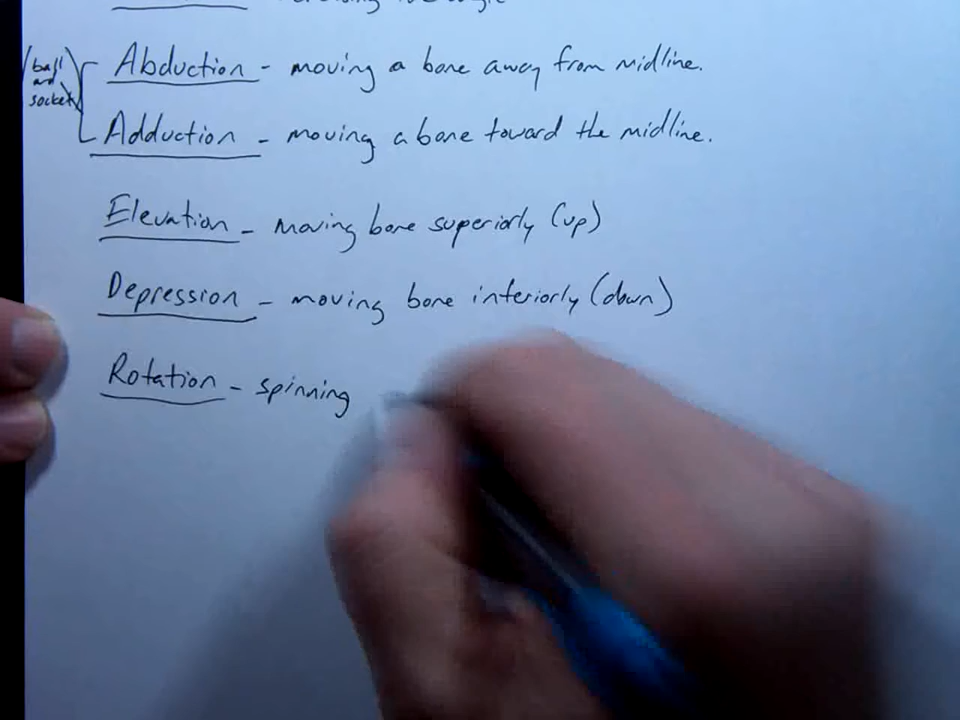 Abduction - moving a bone away from midline.
ball and socket
Adduction - moving a bone toward the midline.
Elevation - moving bone superiorly (up)
Depression - moving bone inferiorly (down)
Rotation - spinning